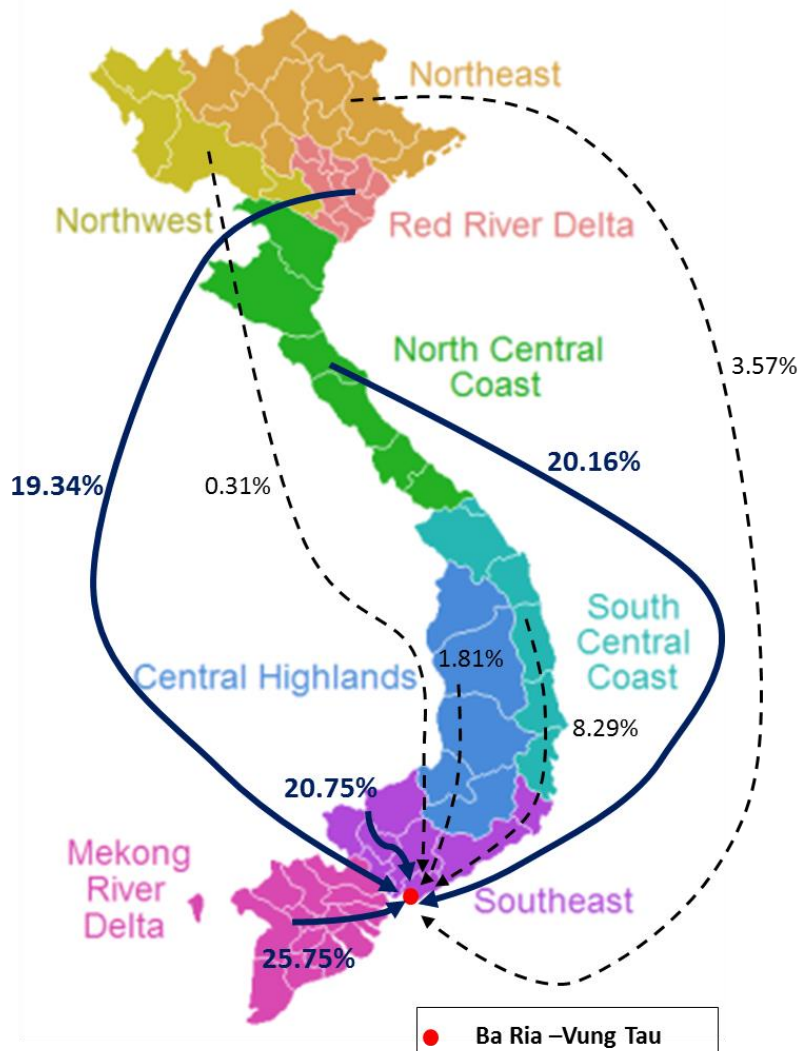 Northeast
Northwest
Red River Delta
North Central
Coast
3.57%
20.16%
19.34%
0.31%
South
Central
Coast
Central Highlands
1.81%
8.29%
20.75%
Mekong
River
Delta
Southeast
25.75%
Ba Ria –Vung Tau